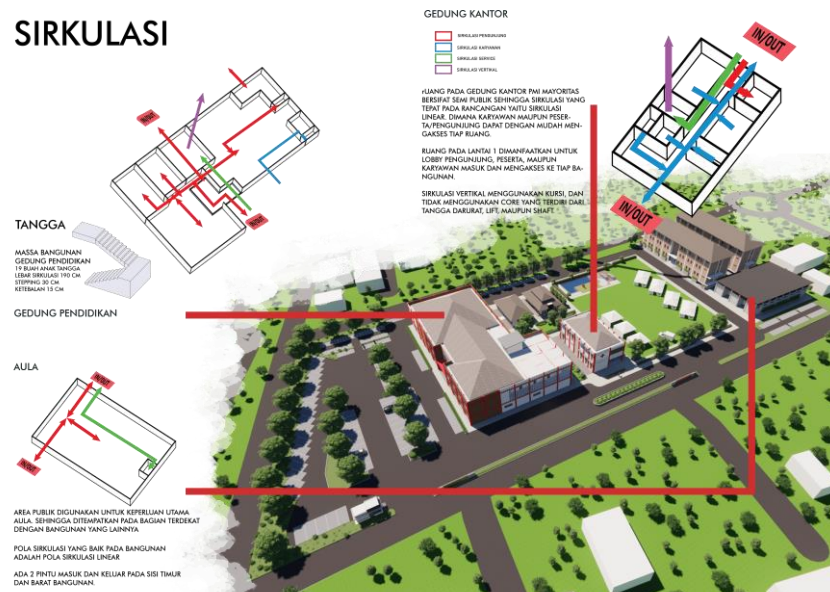 SIRKULASI
IN/OUT
IN/OUT
TANGGA
MASSA BANGUNAN
GEDUNG PENDIDIKAN
19 BUAH ANAK TANGGA
LEBAR SIRKULASI 190 CM
STEPPING 30 CM
KETEBALAN 15 CM
GEDUNG PENDIDIKAN
AULA
IN/OUT
IN/OUT
AREA PUBLIK DIGUNAKAN UNTUK KEPERLUAN UTAMA
AULA. SEHINGGA DITEMPATKAN PADA BAGIAN TERDEKAT
DENGAN BANGUNAN YANG LAINNYA
POLA SIRKULASI YANG BAIK PADA BANGUNAN
ADALAH POLA SIRKULASI LINEAR
ADA 2 PINTU MASUK DAN KELUAR PADA SISI TIMUR
DAN BARAT BANGUNAN.
GEDUNG KANTOR
SIRKULASI PENGUNJUNG
SIRKULASI KARYAWAN
SIRKULASI SERVICE
SIRKULASI VERTIKAL
rUANG PADA GEDUNG KANTOR PMI MAYORITAS
BERSIFAT SEMI PUBLIK SEHINGGA SIRKULASI YANG
TEPAT PADA RANCANGAN YAITU SIRKULASI
LINEAR. DIMANA KARYAWAN MAUPUN PESER-
TA/PENGUNJUNG DAPAT DENGAN MUDAH MEN-
GAKSES TIAP RUANG.
RUANG PADA LANTAI 1 DIMANFAATKAN UNTUK
LOBBY PENGUNJUNG, PESERTA, MAUPUN
KARYAWAN MASUK DAN MENGAKSES KE TIAP BA-
NGUNAN.
SIRKULASI VERTIKAL MENGGUNAKAN KURSI, DAN
TIDAK MENGGUNAKAN CORE YANG TERDIRI DARI
TANGGA DARURAT, LIFT, MAUPUN SHAFT
IN/OUT
IN/OUT